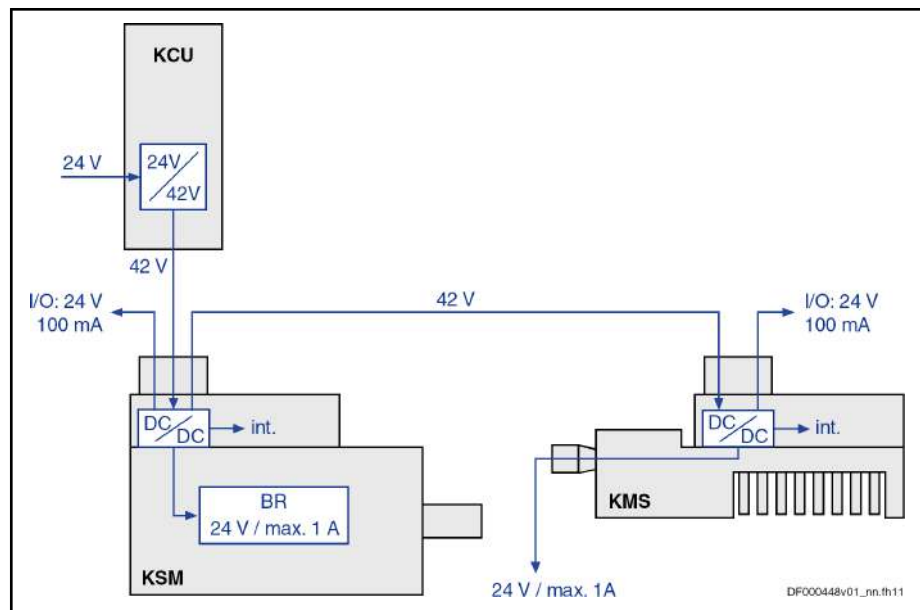 KCU
24 V
24V
42V
42 V
I/O: 24 V
100 mA
42 V
I/O: 24 V
100 mA
DC
DC
int.
DC
DC
int.
BR
24 V / max. 1 A
KMS
KSM
24 V / max. 1A
DF000448v01_nn.fh11